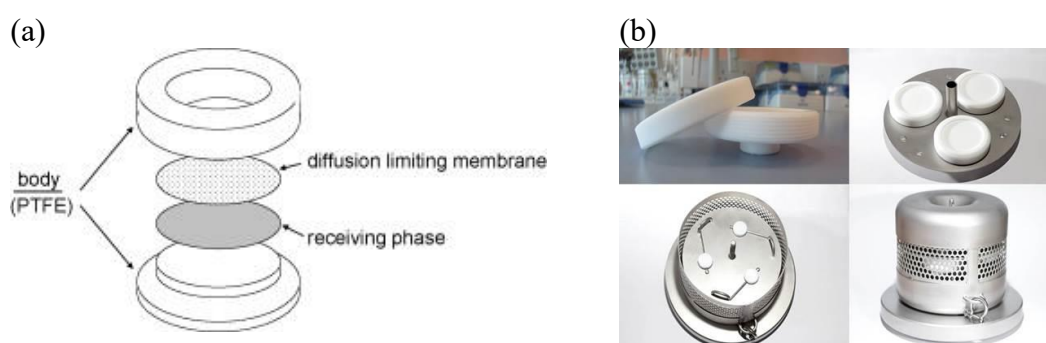 (a)
(b)
diffusion limiting membrane
body
(PTFE)
receiving phase